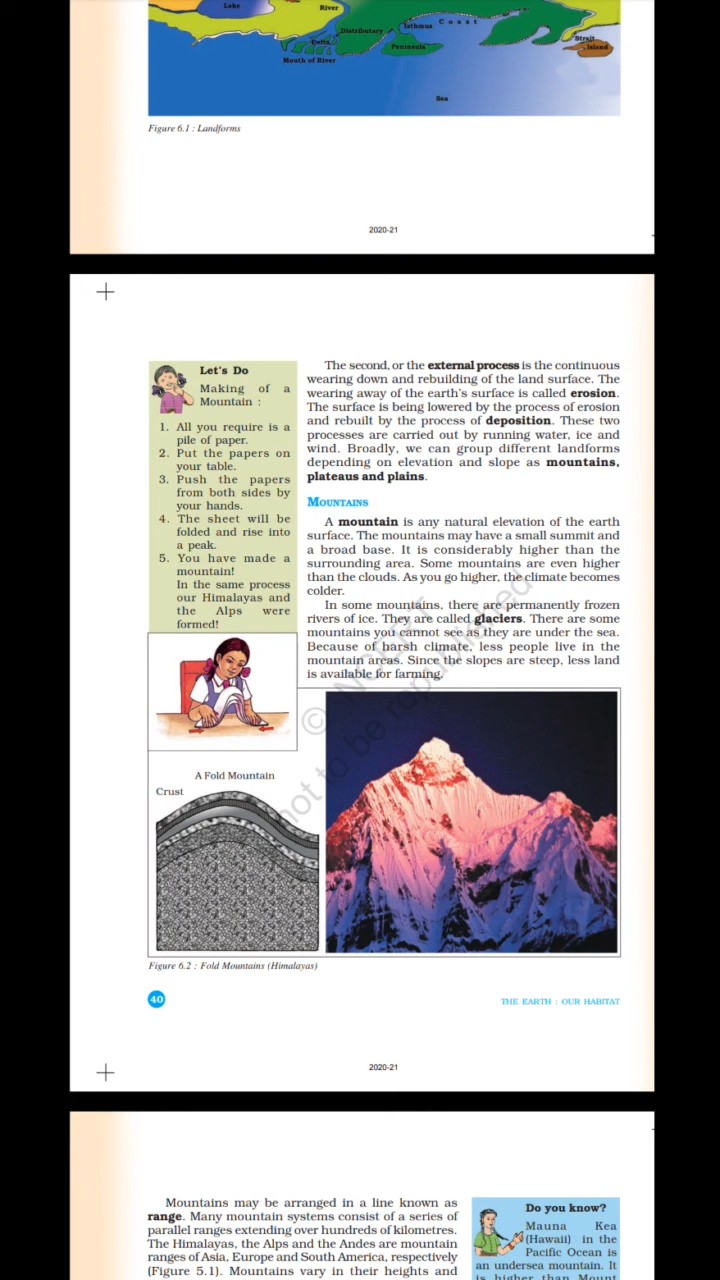 Lake
River
Isthmus
Coast
Distributary
Strait
Delta
Peninsula
Island
Mouth of River
Sea
Figure 6.1 : Landforms
2020-21
Let's Do
Making of a
Mountain :
1. All you require is a
pile of paper.
2. Put the papers on
your table.
3. Push the papers
from both sides by
your hands.
4. The sheet will be
folded and rise into
a peak.
5. You have made a
mountain!
In the same process
our Himalayas and
the Alps were
formed!
The second, or the external process is the continuous
wearing down and rebuilding of the land surface. The
wearing away of the earth's surface is called erosion.
The surface is being lowered by the process of erosion
and rebuilt by the process of deposition. These two
processes are carried out by running water, ice and
wind. Broadly, we can group different landforms
depending on elevation and slope as mountains,
plateaus and plains.
MOUNTAINS
A mountain is any natural elevation of the earth
surface. The mountains may have a small summit and
a broad base. It is considerably higher than the
surrounding area. Some mountains are even higher
than the clouds. As you go higher, the climate becomes
colder.
In some mountains, there are permanently frozen
rivers of ice. They are called glaciers. There are some
mountains you cannot see as they are under the sea.
Because of harsh climate, less people live in the
mountain areas. Since the slopes are steep, less land
is available for farming.
© NCERT
not to be republished
A Fold Mountain
Crust
Figure 6.2 : Fold Mountains (Himalayas)
40
THE EARTH : OUR HABITAT
2020-21
Mountains may be arranged in a line known as
range. Many mountain systems consist of a series of
parallel ranges extending over hundreds of kilometres.
The Himalayas, the Alps and the Andes are mountain
ranges of Asia, Europe and South America, respectively
(Figure 5.1). Mountains vary in their heights and
Do you know?
Mauna Kea
(Hawaii) in the
Pacific Ocean is
an undersea mountain. It
is higher than Mount